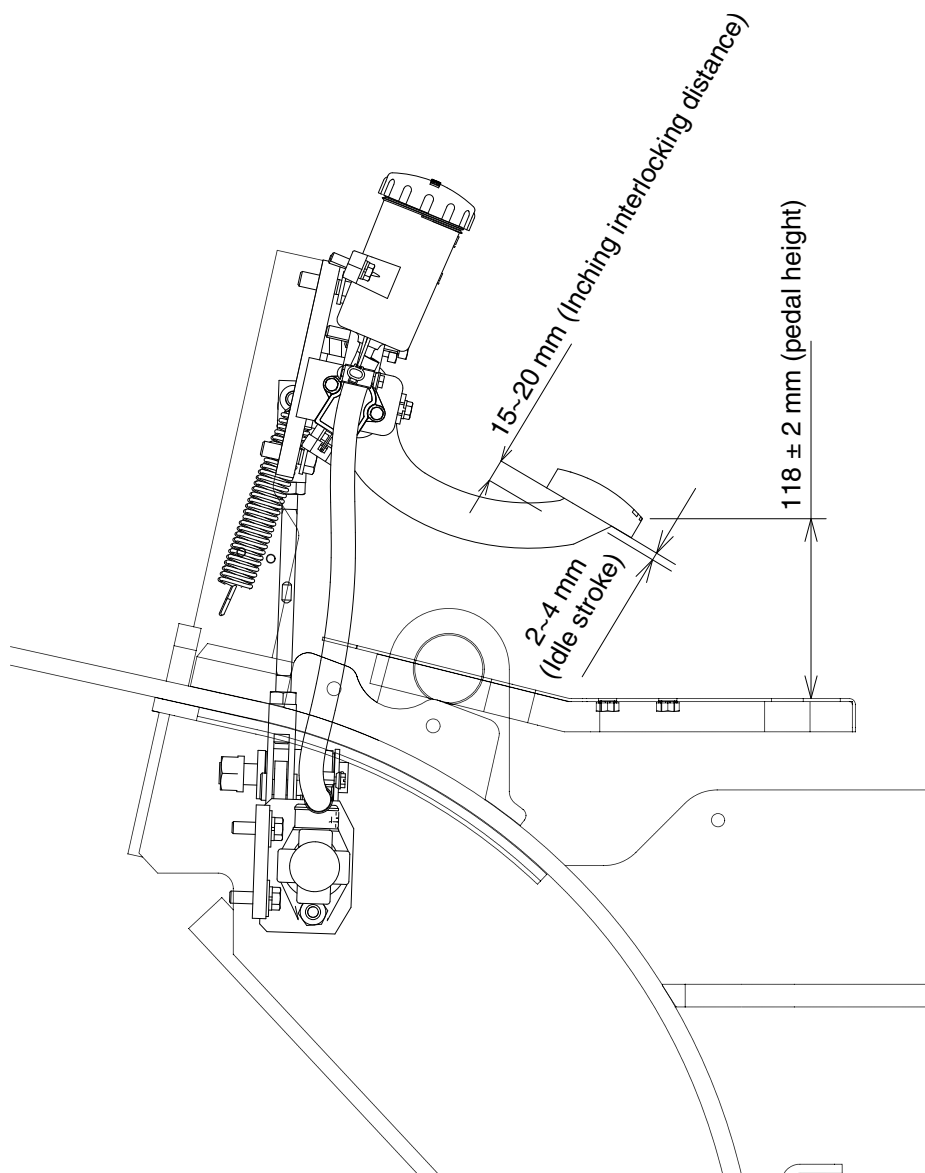 15~20 mm (Inching interlocking distance)
118 ± 2 mm (pedal height)
2~4 mm
(Idle stroke)